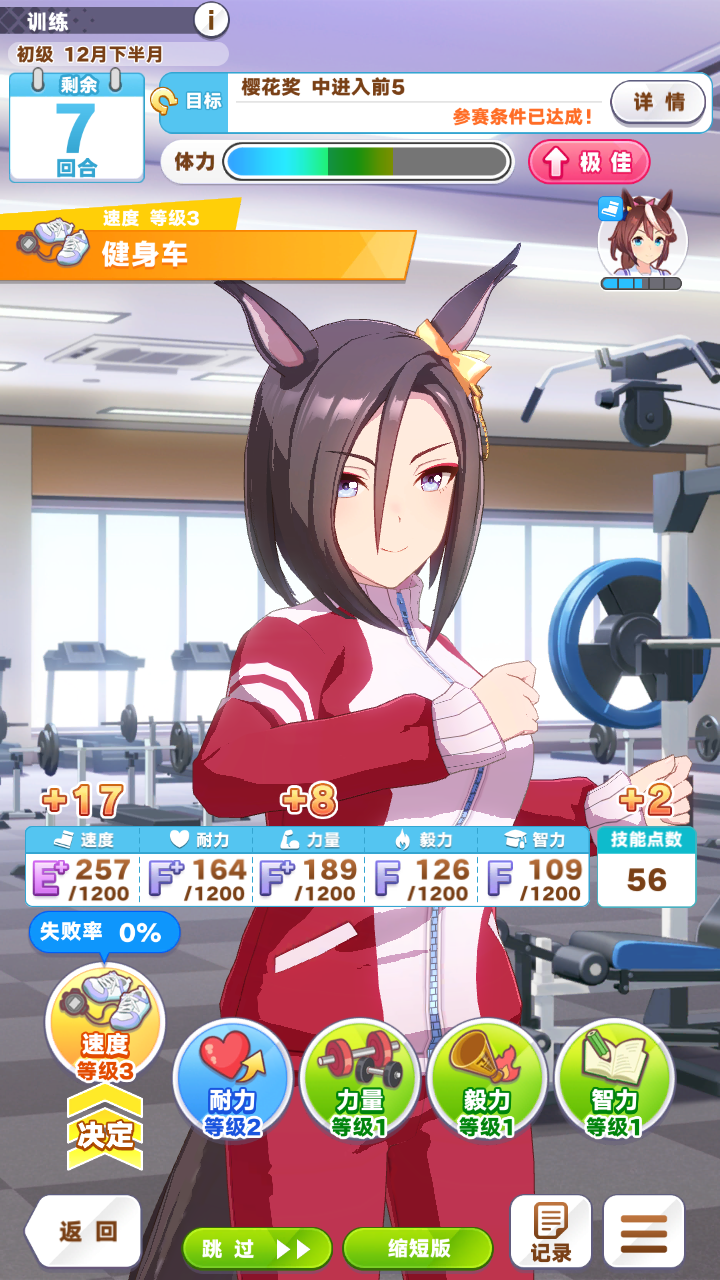 训练
i
初级 12月下半月
剩余
7
回合
目标
樱花奖 中进入前5
参赛条件已达成！
详情
体力
极佳
速度 等级3
健身车
+17
+8
+2
速度
耐力
力量
毅力
智力
技能点数
E+ 257 /1200
F+ 164 /1200
F+ 189 /1200
F 126 /1200
F 109 /1200
56
失败率 0%
速度
等级3
耐力
等级2
力量
等级1
毅力
等级1
智力
等级1
决定
返回
跳过
缩短版
记录